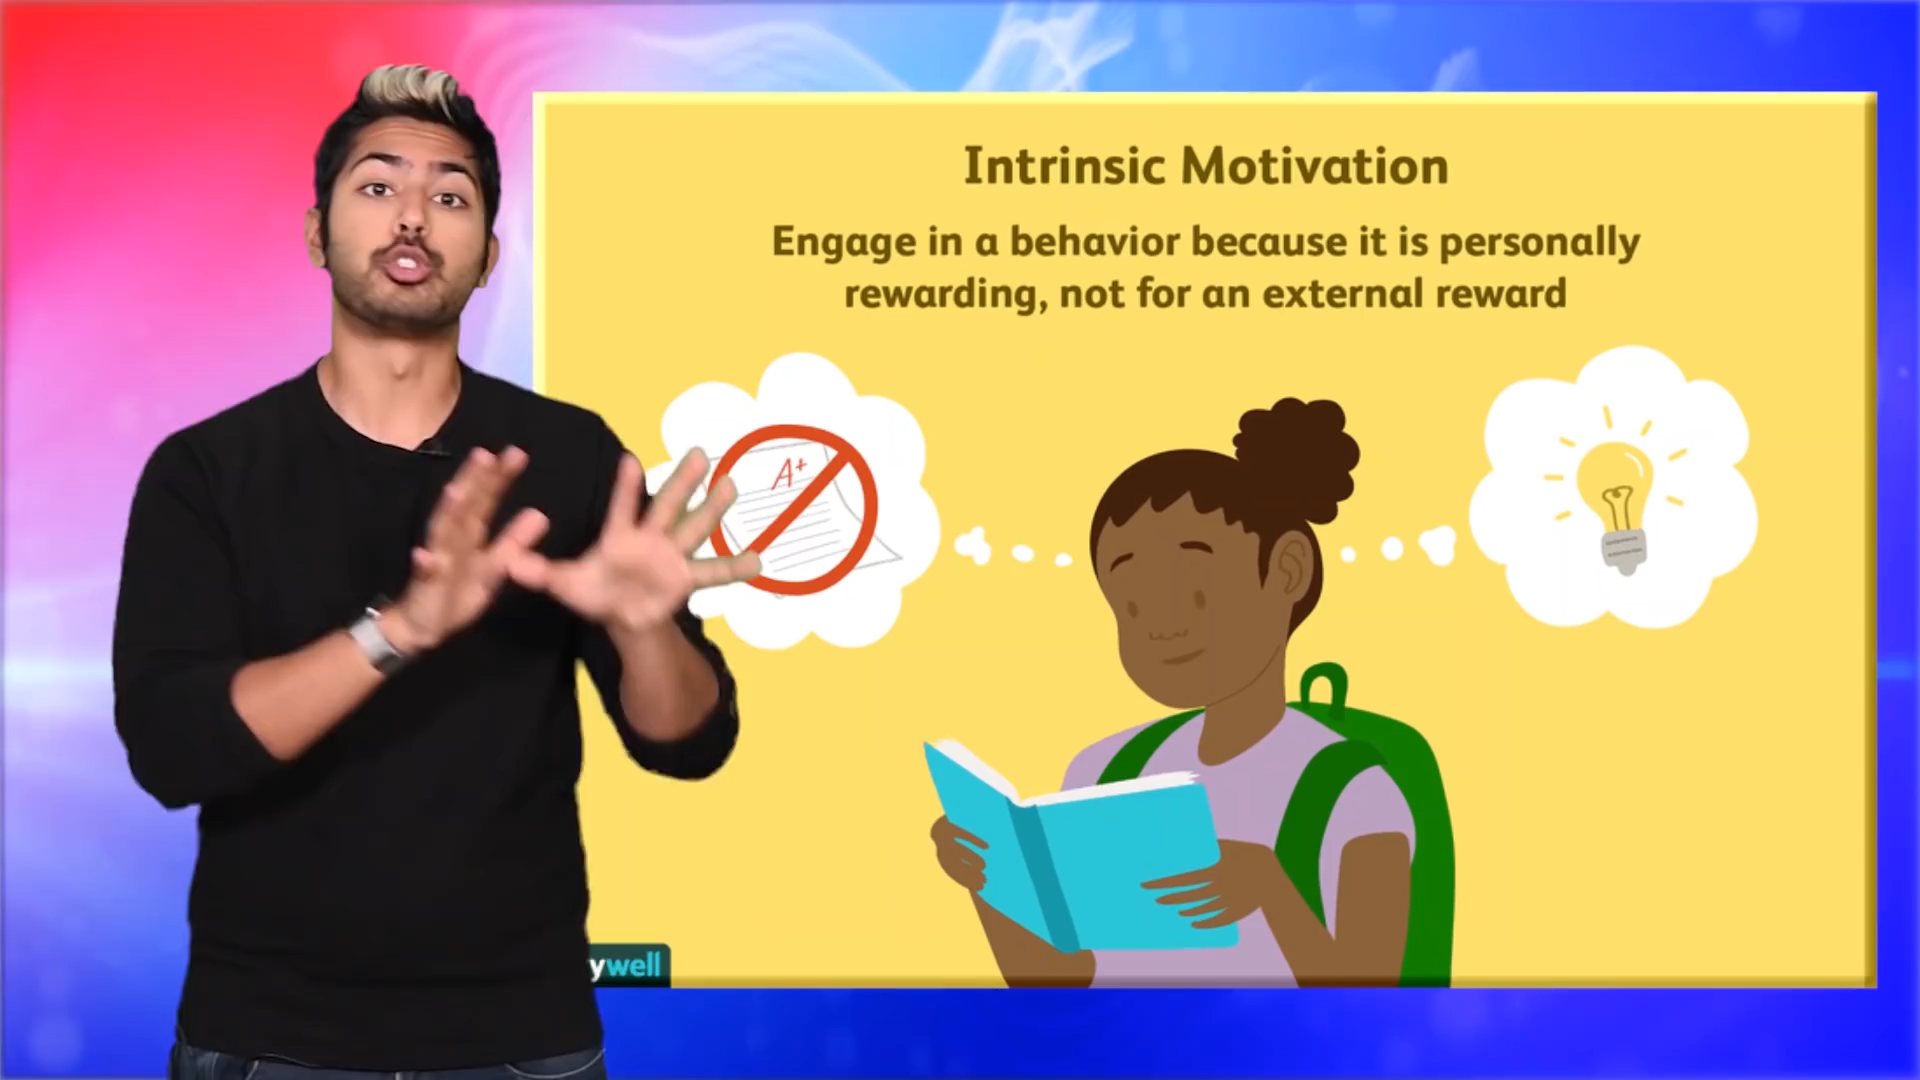 Intrinsic Motivation
Engage in a behavior because it is personally
rewarding, not for an external reward
A+
ywell